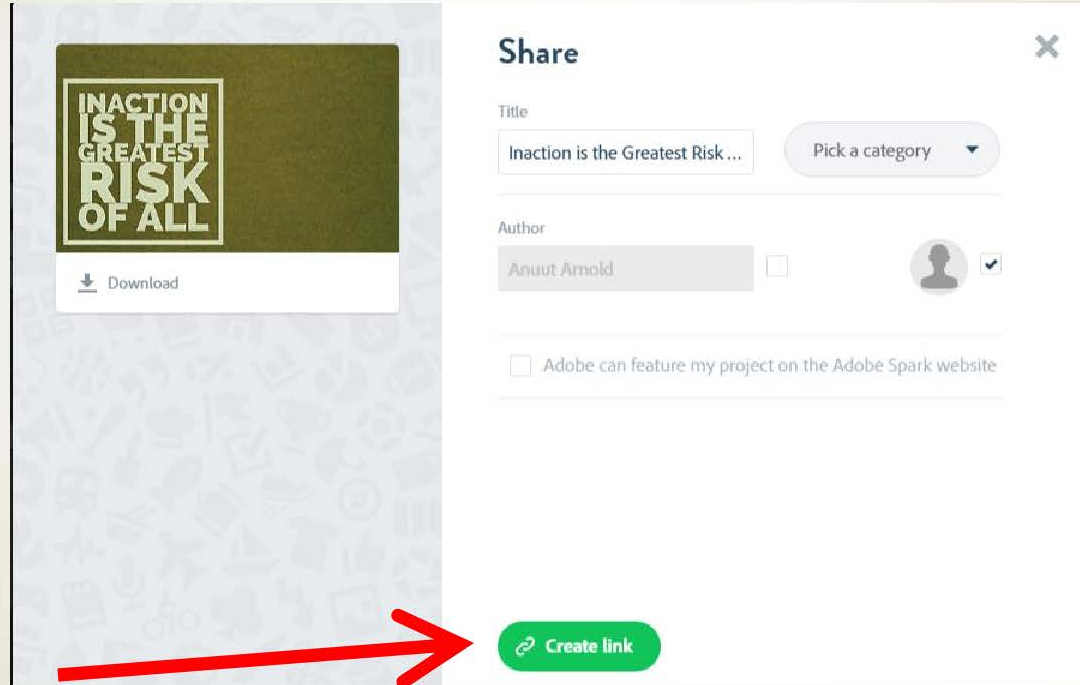 INACTION
IS THE
GREATEST
RISK
OF ALL
Download
Share
Title
Inaction is the Greatest Risk ...
Pick a category
Author
Anuut Arnold
Adobe can feature my project on the Adobe Spark website
Create link